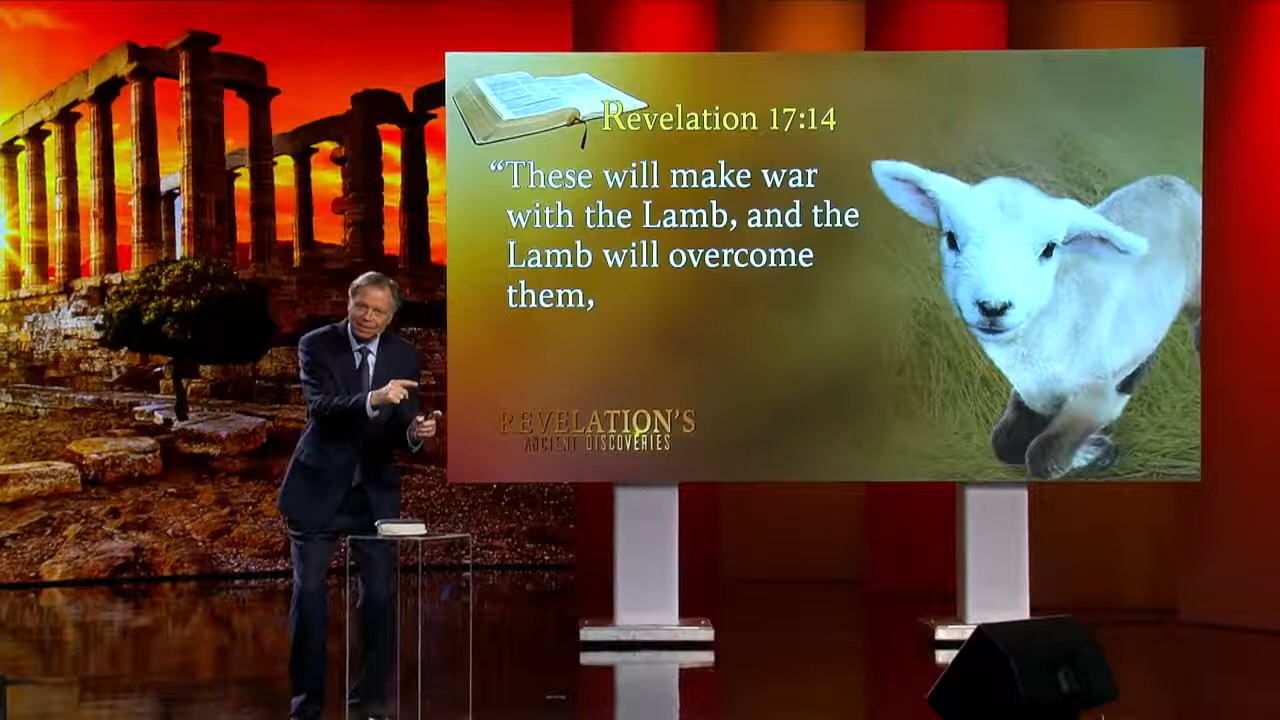 Revelation 17:14
“These will make war
with the Lamb, and the
Lamb will overcome
them,
REVELATION'S
ANCIENT DISCOVERIES